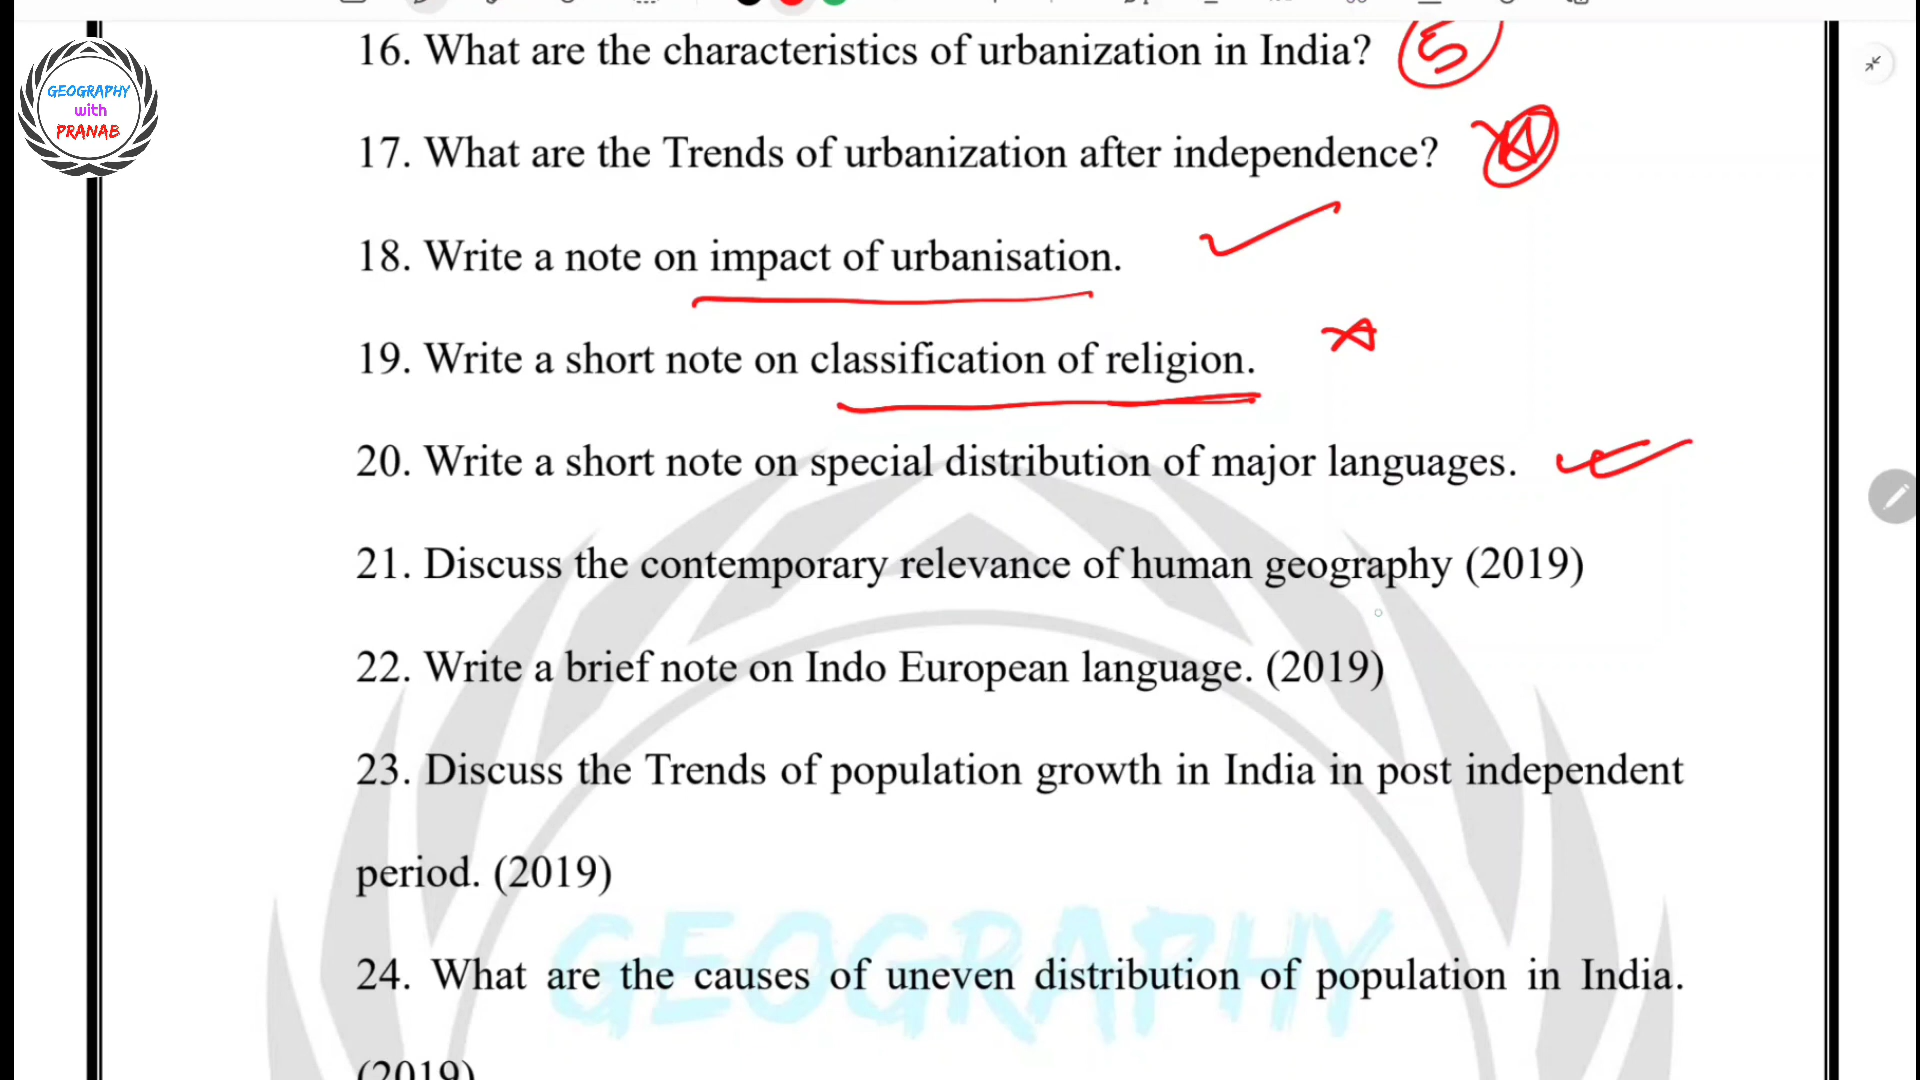 GEOGRAPHY
with
PRANAB
16. What are the characteristics of urbanization in India? 5
17. What are the Trends of urbanization after independence?
18. Write a note on impact of urbanisation.
19. Write a short note on classification of religion.
20. Write a short note on special distribution of major languages.
21. Discuss the contemporary relevance of human geography (2019)
22. Write a brief note on Indo European language. (2019)
23. Discuss the Trends of population growth in India in post independent
period. (2019)
GEOGRAPHY
24. What are the causes of uneven distribution of population in India.
(2019)